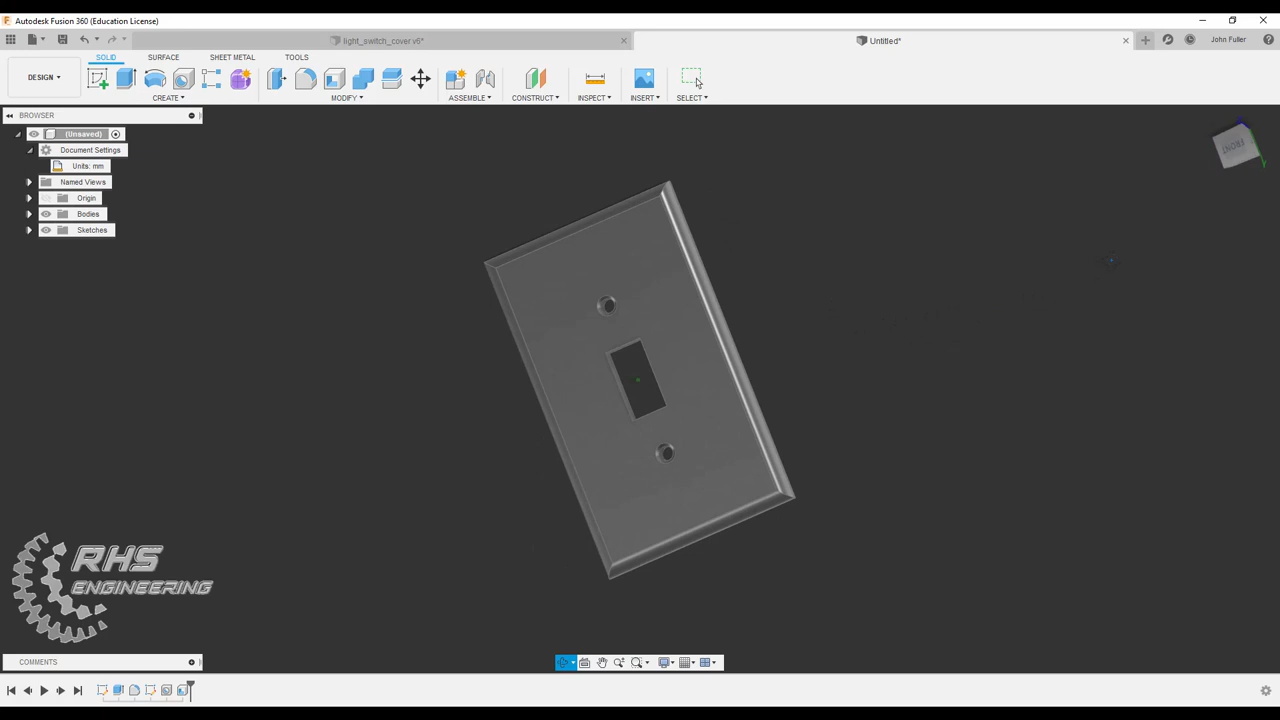 Autodesk Fusion 360 (Education License)
light_switch_cover v6*
Untitled*
John Fuller
DESIGN
SOLID
SURFACE
SHEET METAL
TOOLS
CREATE
MODIFY
ASSEMBLE
CONSTRUCT
INSPECT
INSERT
SELECT
BROWSER
(Unsaved)
Document Settings
Units: mm
Named Views
Origin
Bodies
Sketches
FRONT
Y
RHS
ENGINEERING
COMMENTS